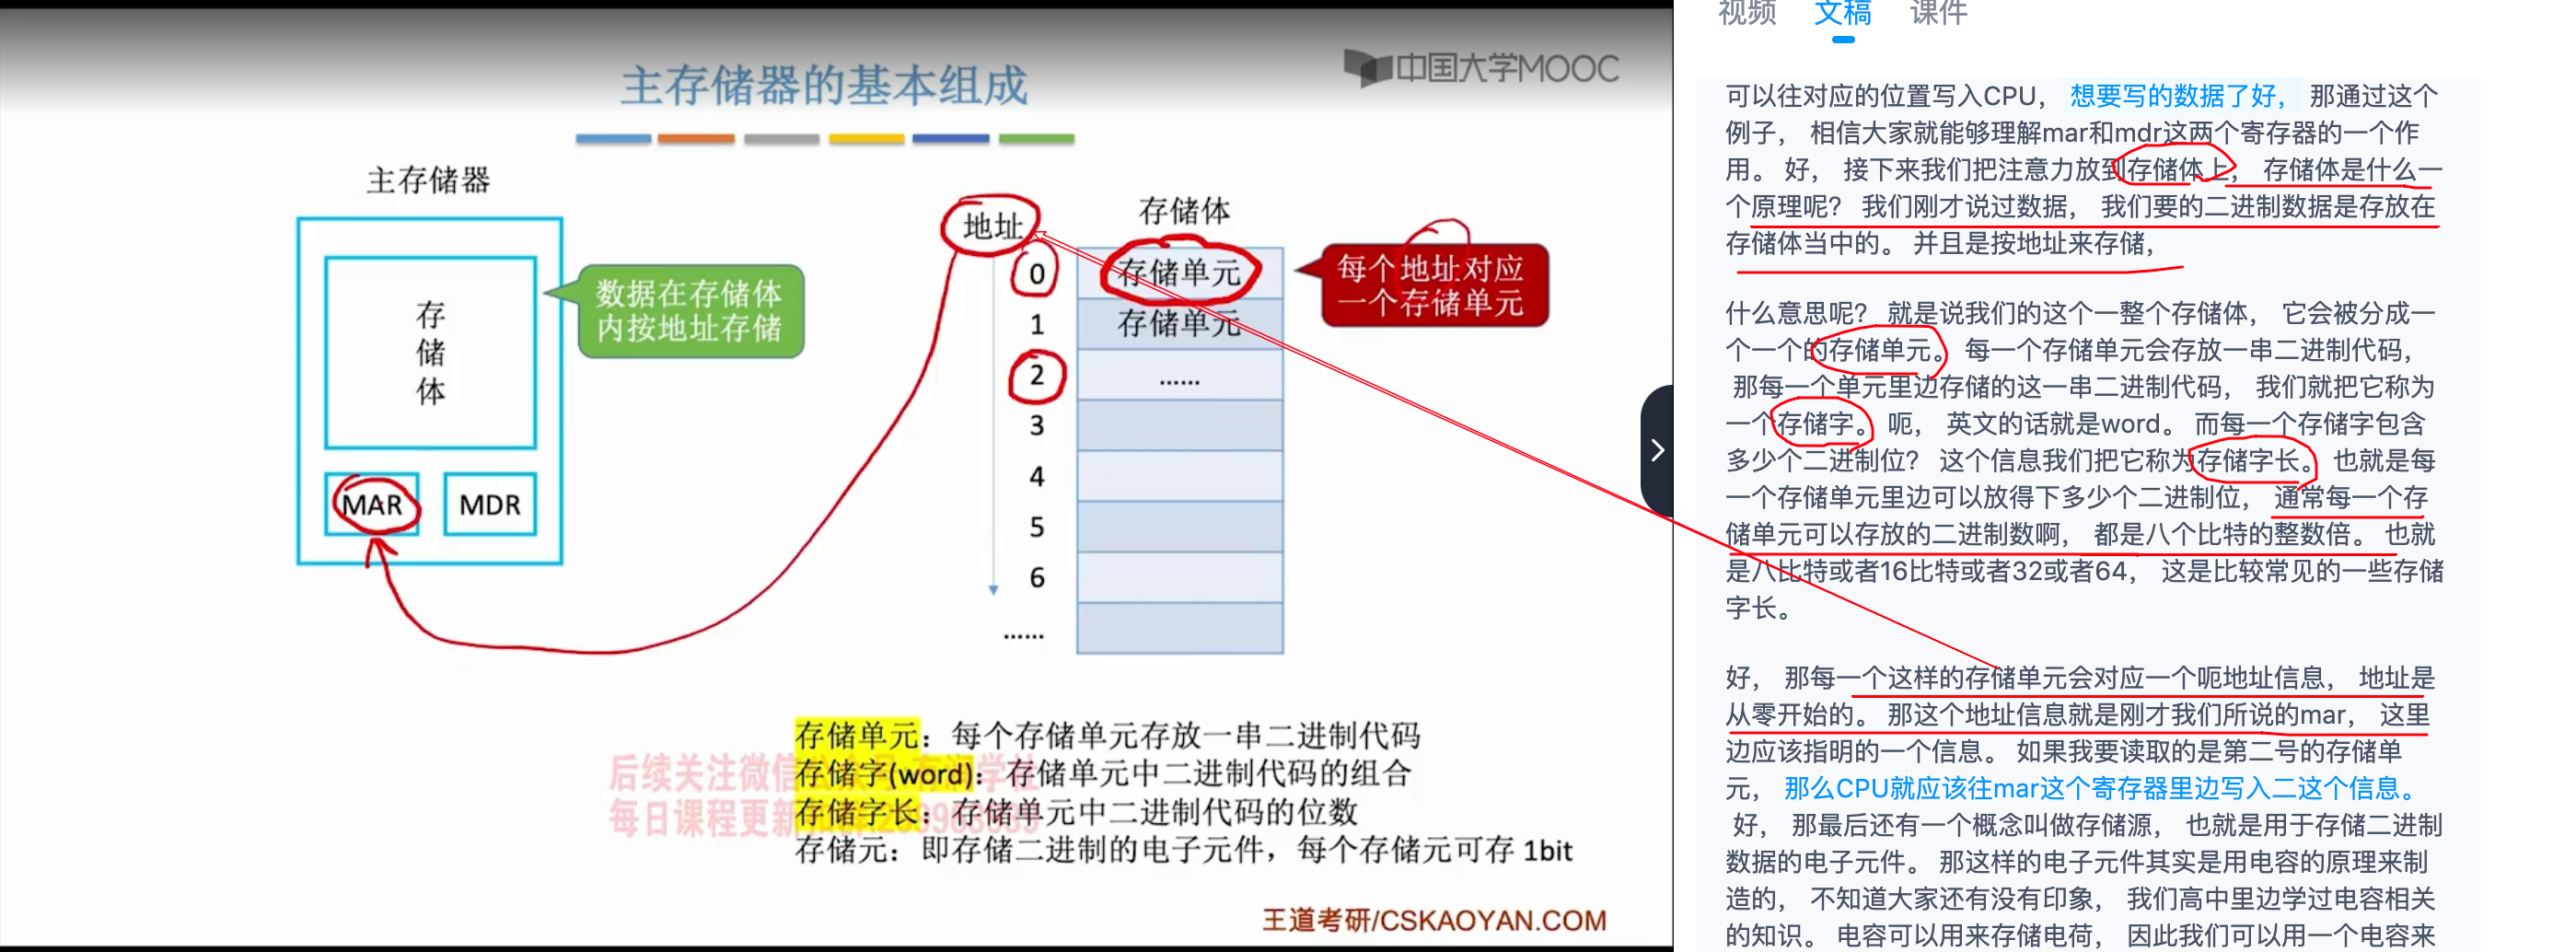 主存储器的基本组成
中国大学MOOC
主存储器
存
储
体
MAR
MDR
数据在存储体
内按地址存储
地址
存储体
0
存储单元
1
存储单元
2
......
3
4
5
6
......
每个地址对应
一个存储单元
存储单元：每个存储单元存放一串二进制代码
存储字(word)：存储单元中二进制代码的组合
存储字长：存储单元中二进制代码的位数
存储元：即存储二进制的电子元件，每个存储元可存 1bit
后续关注微信
学社
每日课程更新
王道考研/CSKAOYAN.COM
视频 文稿 课件
可以往对应的位置写入CPU， 想要写的数据了好， 那通过这个
例子， 相信大家就能够理解mar和mdr这两个寄存器的一个作
用。 好， 接下来我们把注意力放到存储体上， 存储体是什么一
个原理呢？ 我们刚才说过数据， 我们要的二进制数据是存放在
存储体当中的。 并且是按地址来存储，
什么意思呢？ 就是说我们的这个一整个存储体， 它会被分成一
个一个的存储单元。 每一个存储单元会存放一串二进制代码，
那每一个单元里边存储的这一串二进制代码， 我们就把它称为
一个存储字。 呃， 英文的话就是word。 而每一个存储字包含
多少个二进制位？ 这个信息我们把它称为存储字长。 也就是每
一个存储单元里边可以放得下多少个二进制位， 通常每一个存
储单元可以存放的二进制数啊， 都是八个比特的整数倍。 也就
是八比特或者16比特或者32或者64， 这是比较常见的一些存储
字长。
好， 那每一个这样的存储单元会对应一个呃地址信息， 地址是
从零开始的。 那这个地址信息就是刚才我们所说的mar， 这里
边应该指明的一个信息。 如果我要读取的是第二号的存储单
元， 那么CPU就应该往mar这个寄存器里边写入二这个信息。
好， 那最后还有一个概念叫做存储源， 也就是用于存储二进制
数据的电子元件。 那这样的电子元件其实是用电容的原理来制
造的， 不知道大家还有没有印象， 我们高中里边学过电容相关
的知识。 电容可以用来存储电荷， 因此我们可以用一个电容来